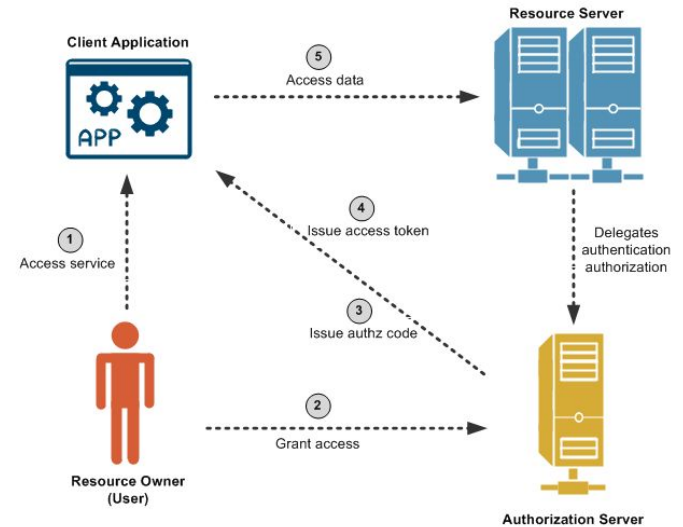 Resource Server
Client Application
5
Access data
APP
4
Issue access token
1
Access service
Delegates
authentication
authorization
3
Issue authz code
2
Grant access
Resource Owner
(User)
Authorization Server